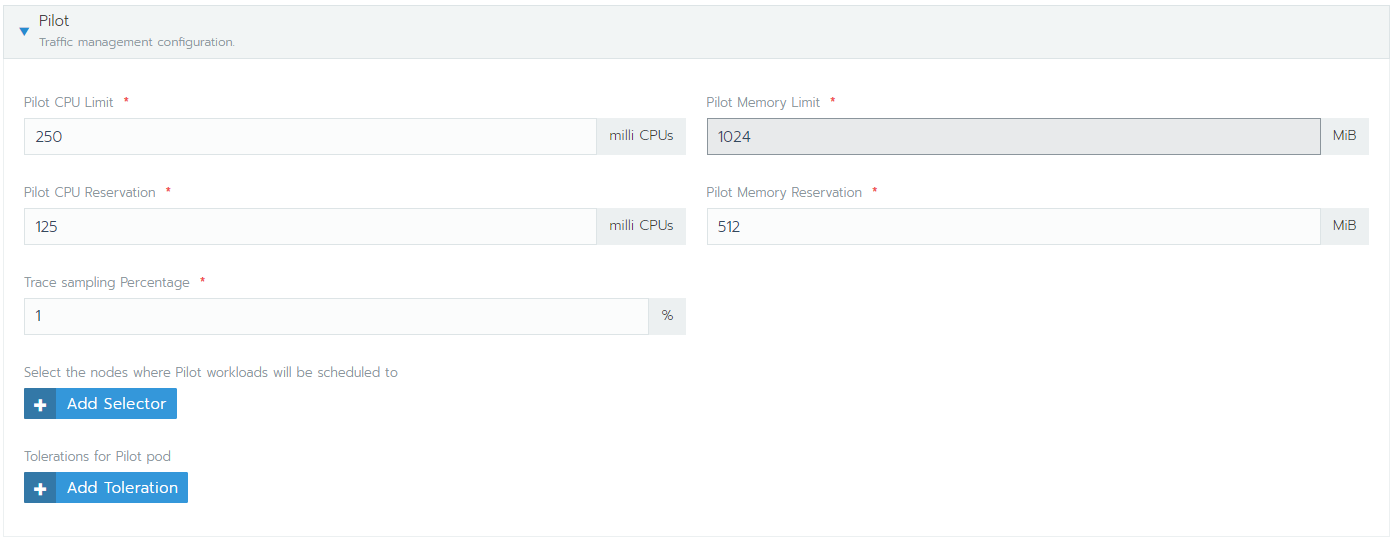 Pilot
Traffic management configuration.
Pilot CPU Limit *
250 milli CPUs
Pilot Memory Limit *
1024 MiB
Pilot CPU Reservation *
125 milli CPUs
Pilot Memory Reservation *
512 MiB
Trace sampling Percentage *
1 %
Select the nodes where Pilot workloads will be scheduled to
Add Selector
Tolerations for Pilot pod
Add Toleration